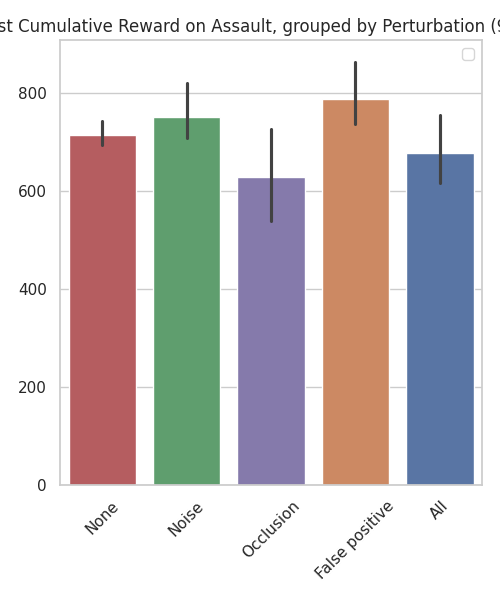 st Cumulative Reward on Assault, grouped by Perturbation (9
800
600
400
200
0
None
Noise
Occlusion
False positive
All